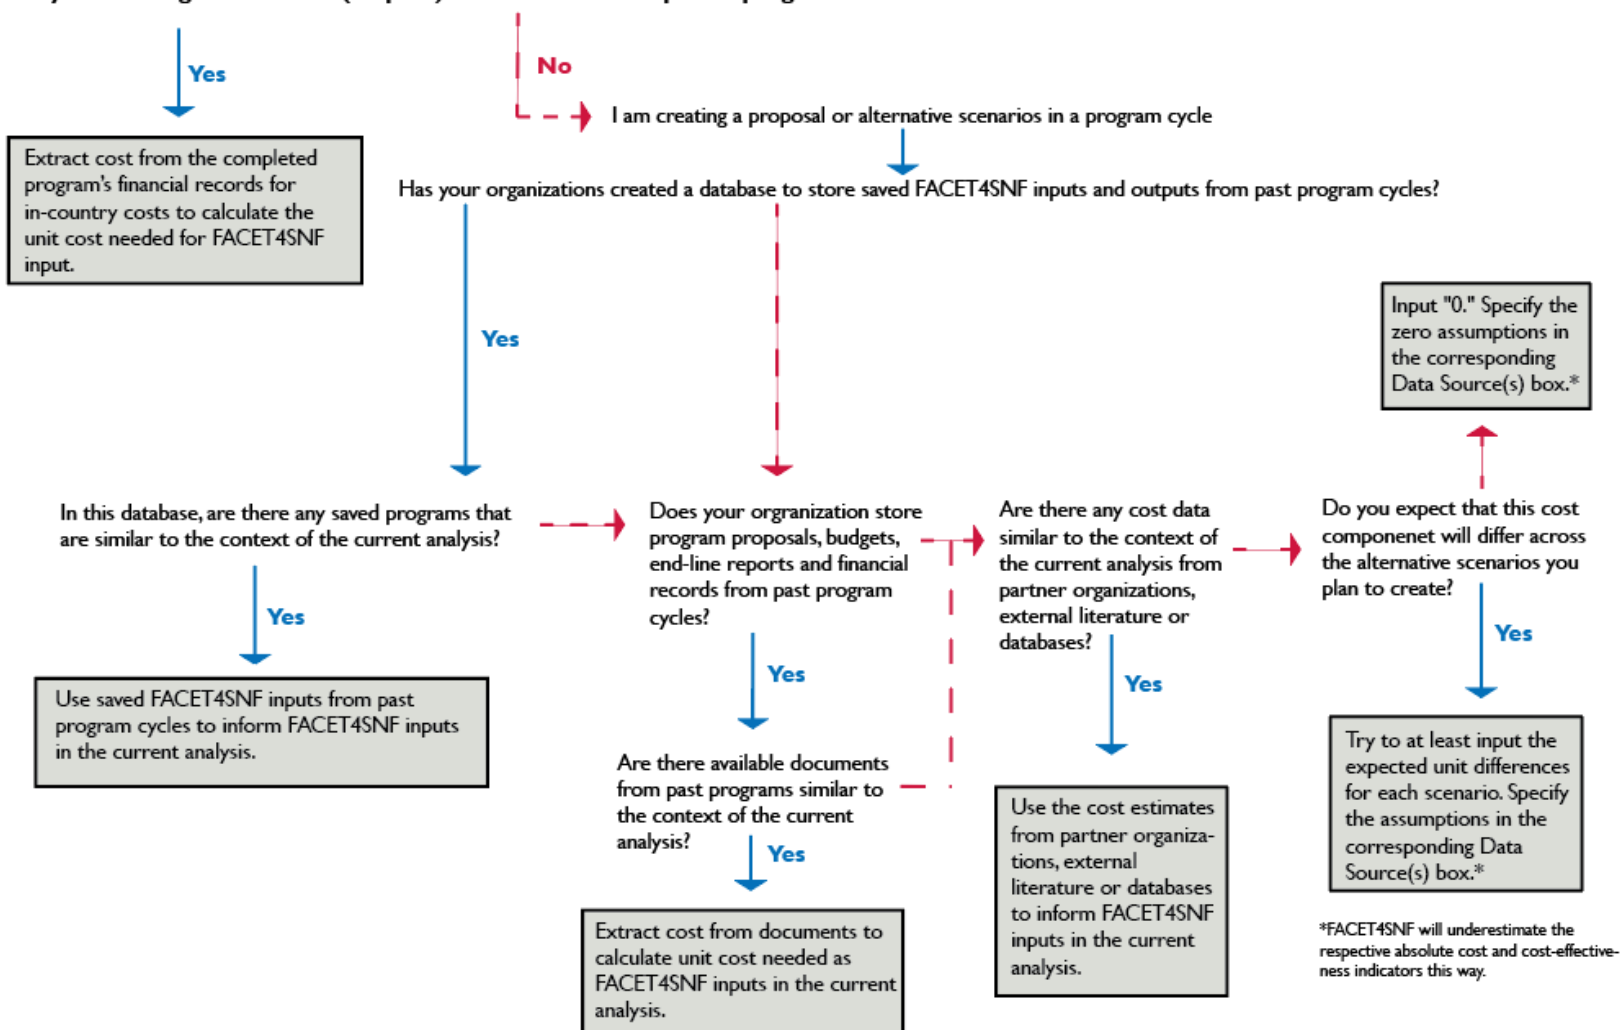 Yes
No
I am creating a proposal or alternative scenarios in a program cycle
Extract cost from the completed
program's financial records for
in-country costs to calculate the
unit cost needed for FACET4SNF
input.
Has your organizations created a database to store saved FACET4SNF inputs and outputs from past program cycles?
Yes
Input "0." Specify the
zero assumptions in
the corresponding
Data Source(s) box.*
In this database, are there any saved programs that
are similar to the context of the current analysis?
Does your orgranization store
program proposals, budgets,
end-line reports and financial
records from past program
cycles?
Are there any cost data
similar to the context of
the current analysis from
partner organizations,
external literature or
databases?
Do you expect that this cost
componenet will differ across
the alternative scenarios you
plan to create?
Yes
Yes
Yes
Yes
Use saved FACET4SNF inputs from past
program cycles to inform FACET4SNF inputs
in the current analysis.
Are there available documents
from past programs similar to
the context of the current
analysis?
Yes
Use the cost estimates
from partner organiza-
tions, external
literature or databases
to inform FACET4SNF
inputs in the current
analysis.
Try to at least input the
expected unit differences
for each scenario. Specify
the assumptions in the
corresponding Data
Source(s) box.*
Extract cost from documents to
calculate unit cost needed as
FACET4SNF inputs in the current
analysis.
*FACET4SNF will underestimate the
respective absolute cost and cost-effective-
ness indicators this way.